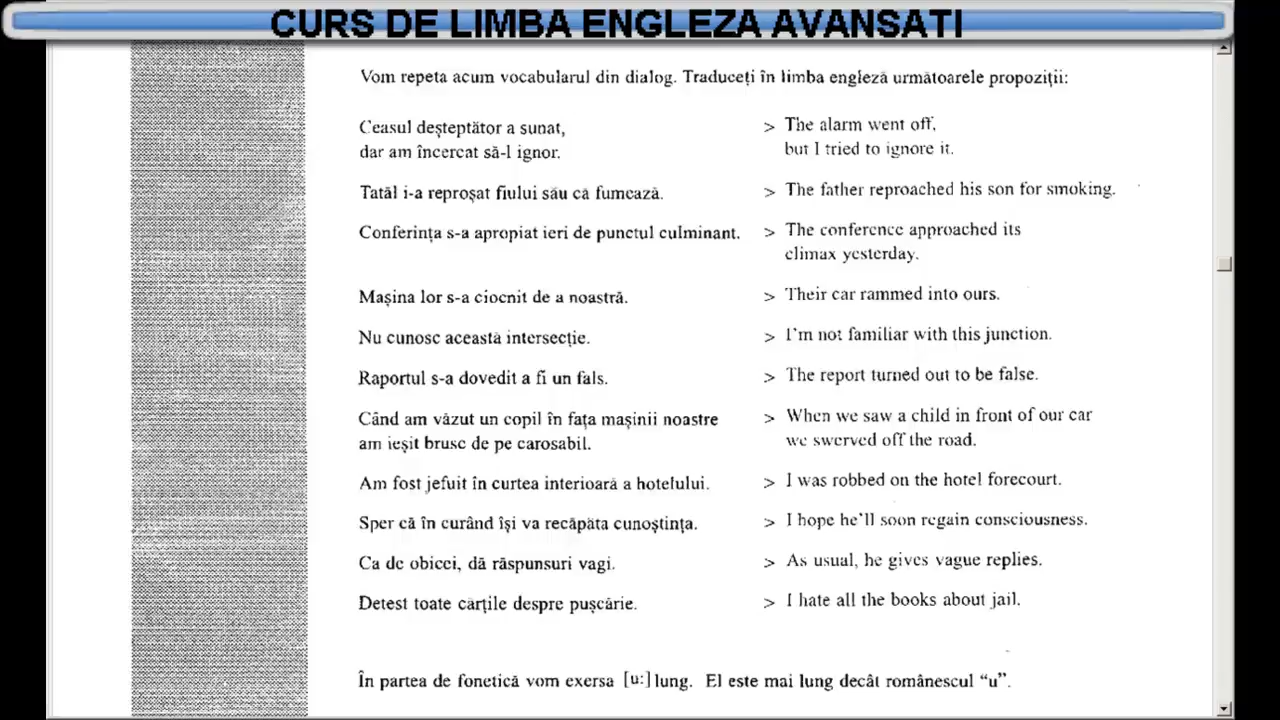 CURS DE LIMBA ENGLEZA AVANSATI
Vom repeta acum vocabularul din dialog. Traduceți în limba engleză următoarele propoziții:
Ceasul deșteptător a sunat, > The alarm went off,
dar am încercat să-l ignor. but I tried to ignore it.
Tatăl i-a reproșat fiului său că fumează. > The father reproached his son for smoking.
Conferința s-a apropiat ieri de punctul culminant. > The conference approached its
climax yesterday.
Mașina lor s-a ciocnit de a noastră. > Their car rammed into ours.
Nu cunosc această intersecție. > I'm not familiar with this junction.
Raportul s-a dovedit a fi un fals. > The report turned out to be false.
Când am văzut un copil în fața mașinii noastre > When we saw a child in front of our car
am ieșit brusc de pe carosabil. we swerved off the road.
Am fost jefuit în curtea interioară a hotelului. > I was robbed on the hotel forecourt.
Sper că în curând își va recăpăta cunoștința. > I hope he'll soon regain consciousness.
Ca de obicei, dă răspunsuri vagi. > As usual, he gives vague replies.
Detest toate cărțile despre pușcărie. > I hate all the books about jail.
În partea de fonetică vom exersa [u:] lung. El este mai lung decât românescul “u”.